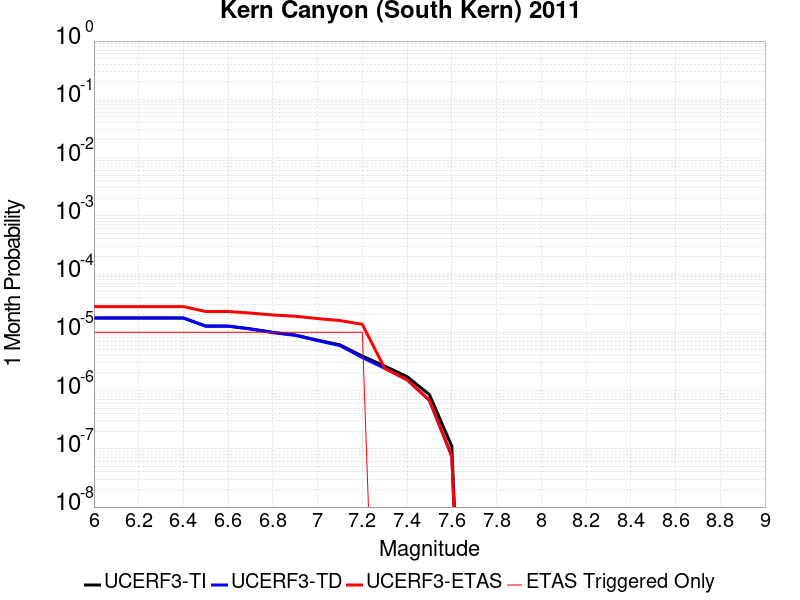 Kern Canyon (South Kern) 2011
1 Month Probability
10^0
10^-1
10^-2
10^-3
10^-4
10^-5
10^-6
10^-7
10^-8
6 6.2 6.4 6.6 6.8 7 7.2 7.4 7.6 7.8 8 8.2 8.4 8.6 8.8 9
Magnitude
UCERF3-TI UCERF3-TD UCERF3-ETAS ETAS Triggered Only